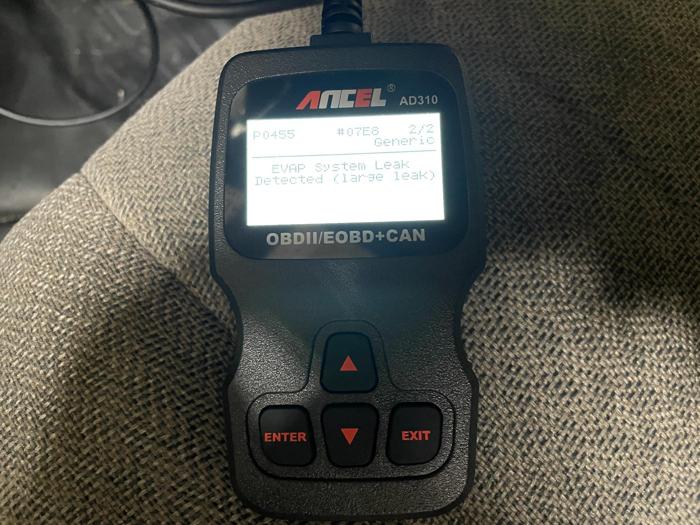 ANCEL® AD310
P0455 #07E8 2/2
Generic
EVAP System Leak
Detected (large leak)
OBDII/EOBD+CAN
▲
ENTER ▼ EXIT